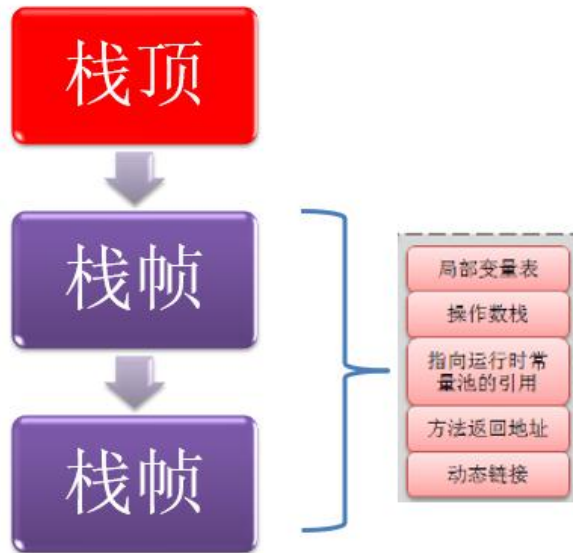 栈顶
栈帧
栈帧
局部变量表
操作数栈
指向运行时常
量池的引用
方法返回地址
动态链接